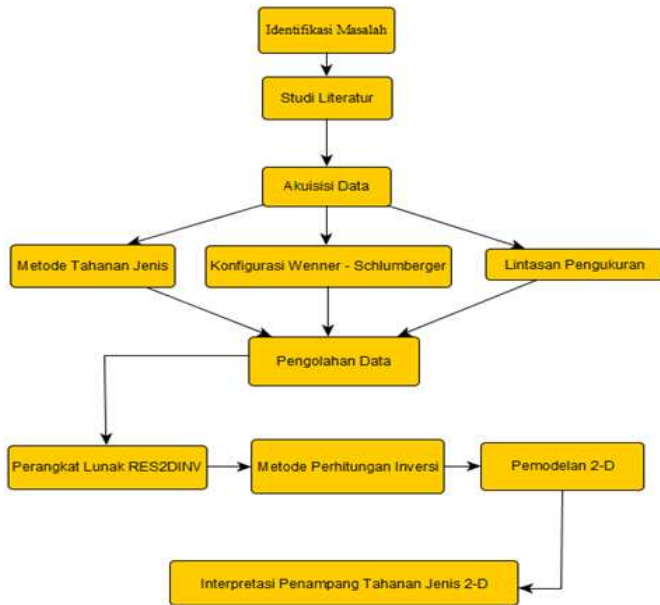 Identifikasi Masalah
Studi Literatur
Akuisisi Data
Metode Tahanan Jenis
Konfigurasi Wenner - Schlumberger
Lintasan Pengukuran
Pengolahan Data
Perangkat Lunak RES2DINV
Metode Perhitungan Inversi
Pemodelan 2-D
Interpretasi Penampang Tahanan Jenis 2-D